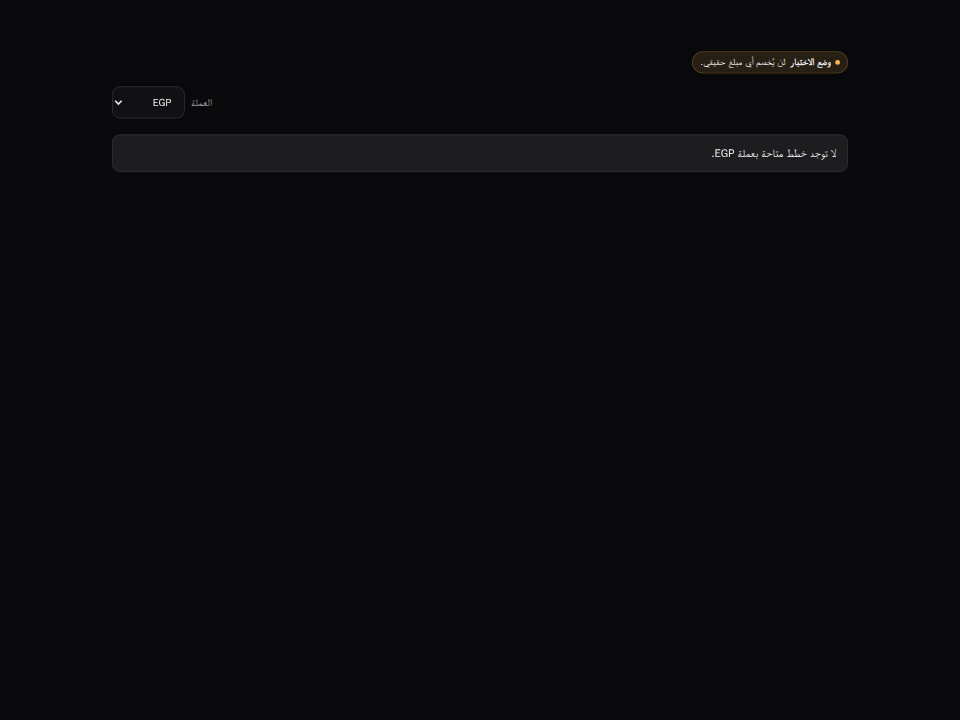 وضع الاختبار لن يُخصم أي مبلغ حقيقي.
العملة EGP
لا توجد خطط متاحة بعملة EGP.